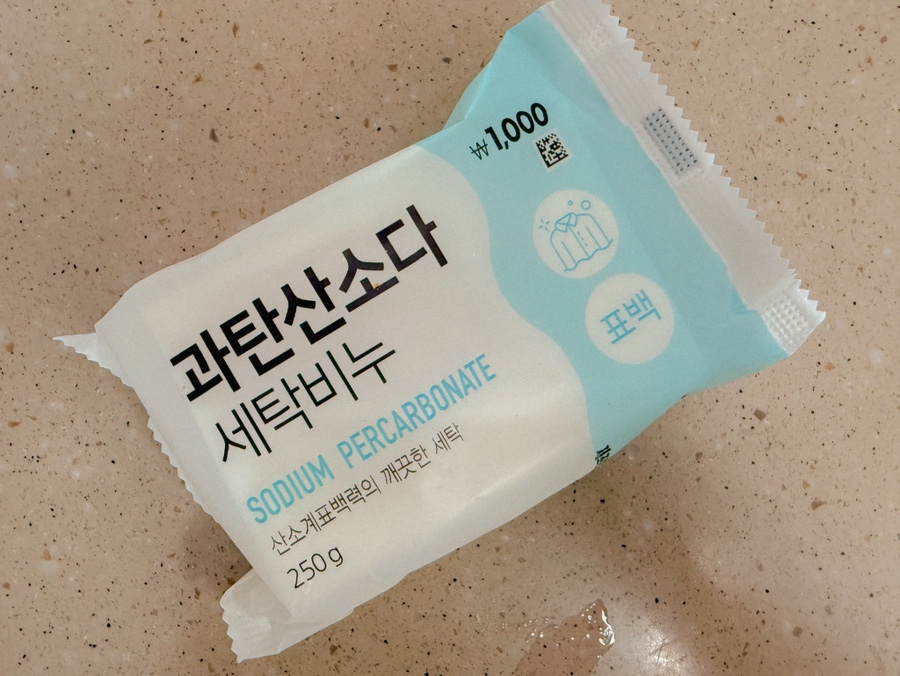 ₩1,000
과탄산소다
세탁비누
SODIUM PERCARBONATE
산소계표백력의 깨끗한 세탁
250g
표백